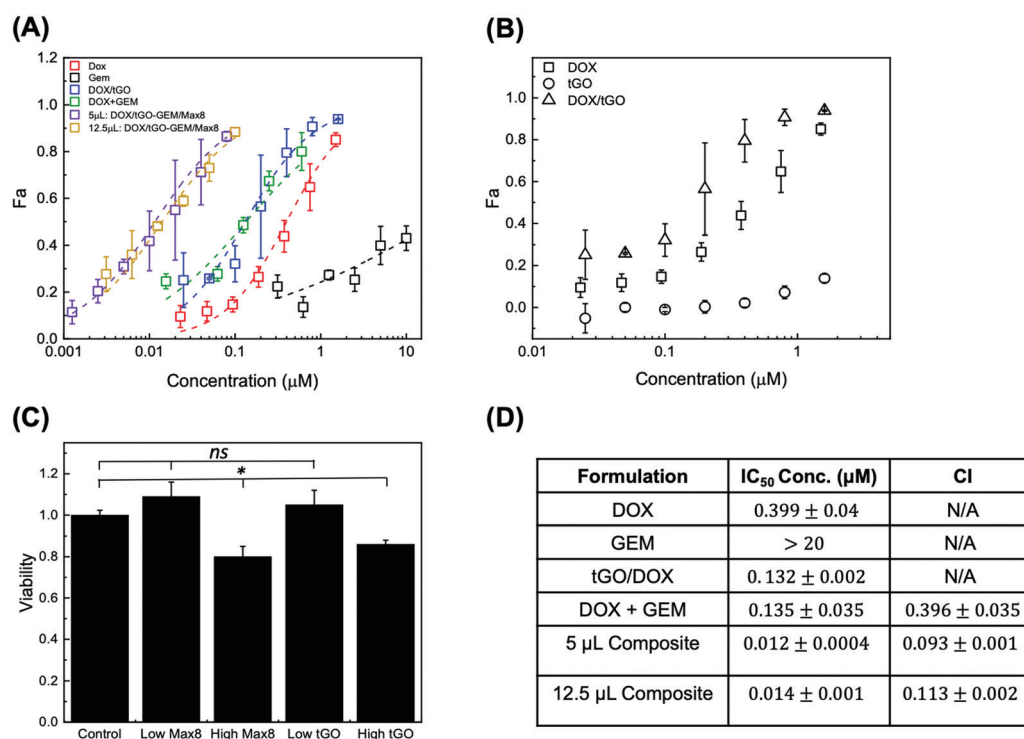 (A)
1.2
1.0
0.8
0.6
0.4
0.2
0.0
Fa
Dox
Gem
DOX/tGO
DOX+GEM
5μL: DOX/tGO-GEM/Max8
12.5μL: DOX/tGO-GEM/Max8
0.001 0.01 0.1 1 10
Concentration (μM)
(B)
1.0
0.8
0.6
0.4
0.2
0.0
Fa
DOX
tGO
DOX/tGO
0.01 0.1 1
Concentration (μM)
(C)
ns
*
1.2
1.0
0.8
0.6
0.4
0.2
0.0
Viability
Control Low Max8 High Max8 Low tGO High tGO
(D)
Formulation IC50 Conc. (μM) CI
DOX 0.399 ± 0.04 N/A
GEM > 20 N/A
tGO/DOX 0.132 ± 0.002 N/A
DOX + GEM 0.135 ± 0.035 0.396 ± 0.035
5 μL Composite 0.012 ± 0.0004 0.093 ± 0.001
12.5 μL Composite 0.014 ± 0.001 0.113 ± 0.002